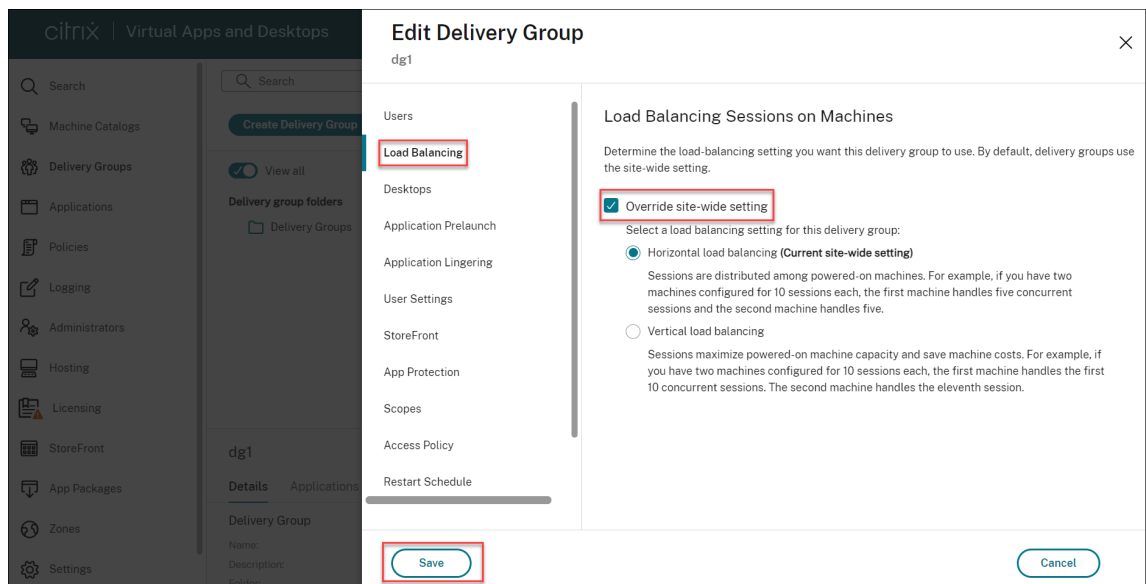 citrix | Virtual Apps and Desktops
Search
Machine Catalogs
Delivery Groups
Applications
Policies
Logging
Administrators
Hosting
Licensing
StoreFront
App Packages
Zones
Settings
Search
Create Delivery Group
View all
Delivery group folders
Delivery Groups
dg1
Details Applications
Delivery Group
Name:
Description:
Folder:
Edit Delivery Group
dg1
Users
Load Balancing
Desktops
Application Prelaunch
Application Lingering
User Settings
StoreFront
App Protection
Scopes
Access Policy
Restart Schedule
Load Balancing Sessions on Machines
Determine the load-balancing setting you want this delivery group to use. By default, delivery groups use
the site-wide setting.
Override site-wide setting
Select a load balancing setting for this delivery group:
Horizontal load balancing (Current site-wide setting)
Sessions are distributed among powered-on machines. For example, if you have two
machines configured for 10 sessions each, the first machine handles five concurrent
sessions and the second machine handles five.
Vertical load balancing
Sessions maximize powered-on machine capacity and save machine costs. For example, if
you have two machines configured for 10 sessions each, the first machine handles the first
10 concurrent sessions. The second machine handles the eleventh session.
Save
Cancel